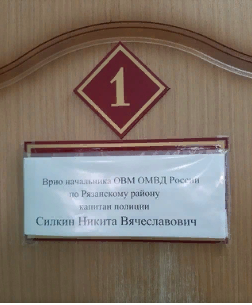 1
Врио начальника ОВМ ОМВД России
по Рязанскому району
капитан полиции
Силкин Никита Вячеславович